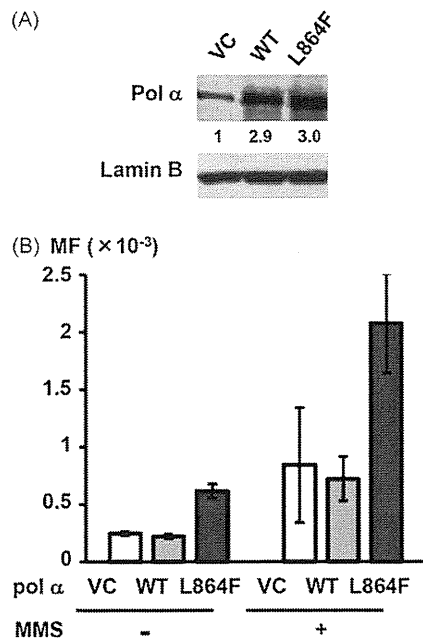 (A)
VC WT L864F
Pol α
1 2.9 3.0
Lamin B
(B) MF (×10⁻³)
2.5
2
1.5
1
0.5
0
pol α VC WT L864F VC WT L864F
MMS - +